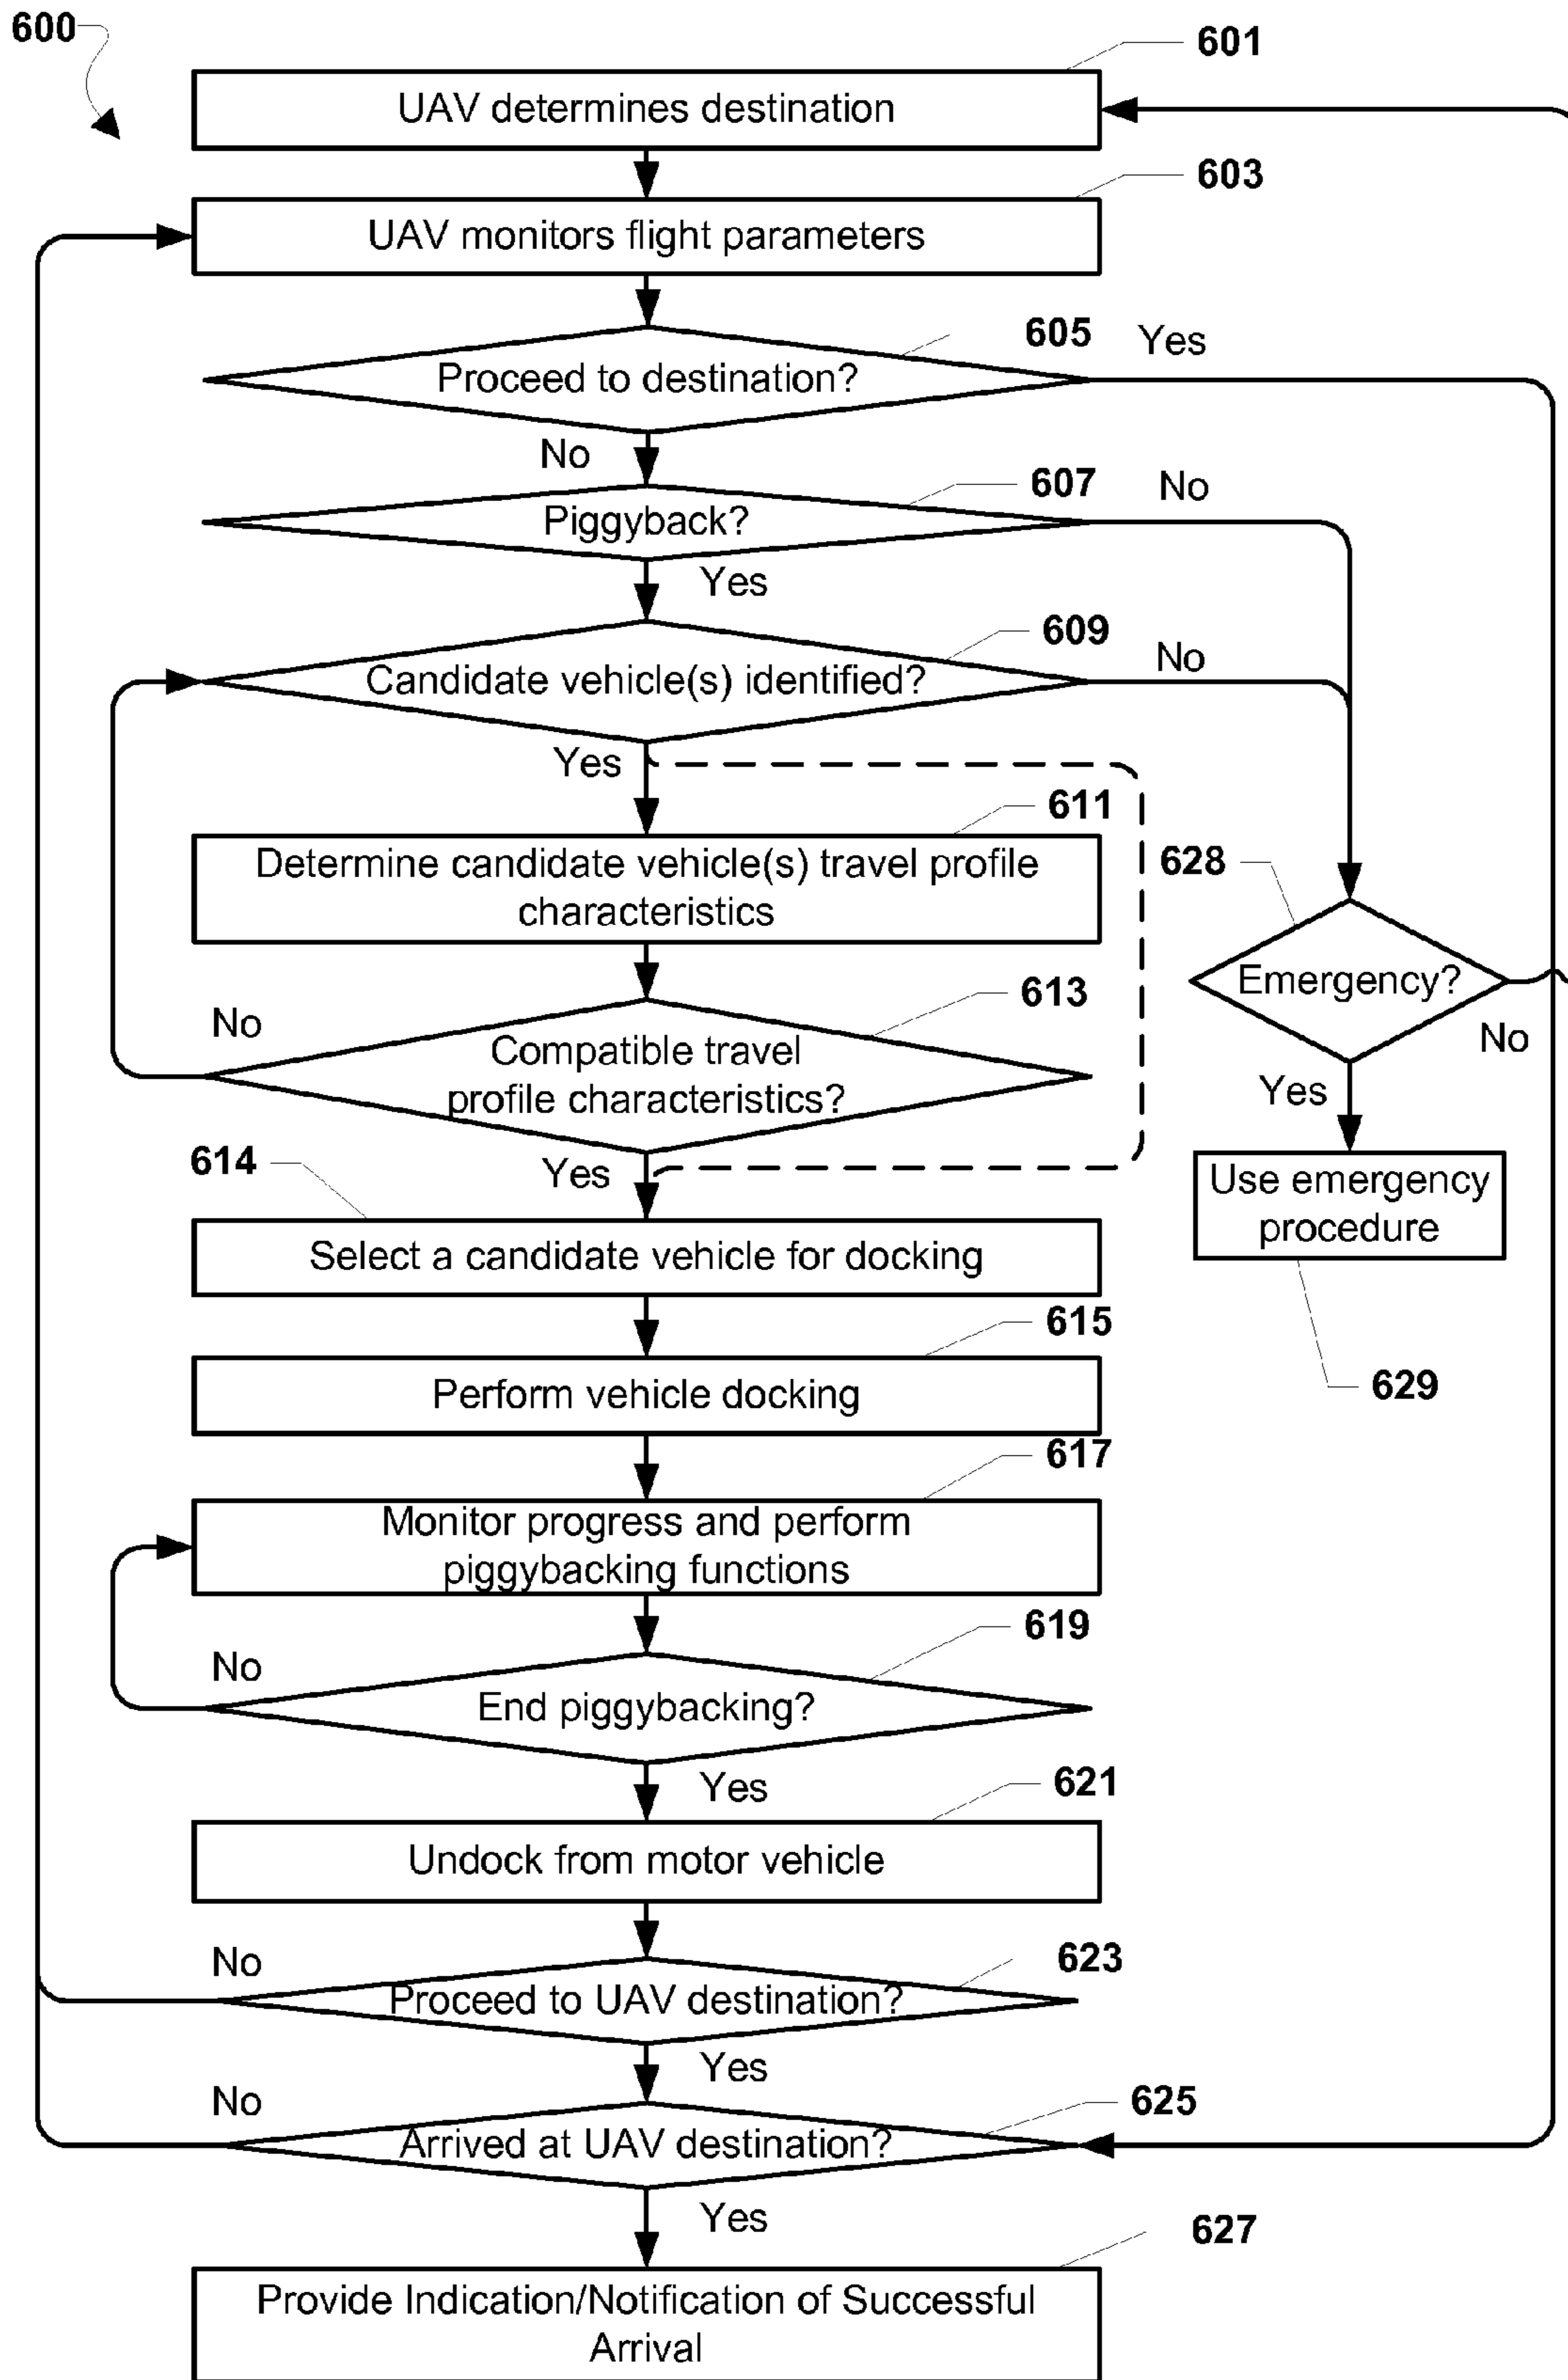 600
601
UAV determines destination
603
UAV monitors flight parameters
605
Yes
Proceed to destination?
No
607
No
Piggyback?
Yes
609
No
Candidate vehicle(s) identified?
Yes
611
Determine candidate vehicle(s) travel profile
characteristics
628
613
Emergency?
No
No
Compatible travel
profile characteristics?
Yes
614
Yes
Use emergency
procedure
Select a candidate vehicle for docking
615
629
Perform vehicle docking
617
Monitor progress and perform
piggybacking functions
619
No
End piggybacking?
Yes
621
Undock from motor vehicle
623
No
Proceed to UAV destination?
Yes
No
625
Arrived at UAV destination?
Yes
627
Provide Indication/Notification of Successful
Arrival